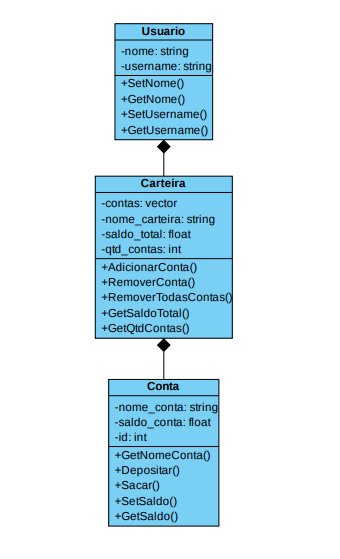 Usuario
-nome: string
-username: string
+SetNome()
+GetNome()
+SetUsername()
+GetUsername()
Carteira
-contas: vector
-nome_carteira: string
-saldo_total: float
-qtd_contas: int
+AdicionarConta()
+RemoverConta()
+RemoverTodasContas()
+GetSaldoTotal()
+GetQtdContas()
Conta
-nome_conta: string
-saldo_conta: float
-id: int
+GetNomeConta()
+Depositar()
+Sacar()
+SetSaldo()
+GetSaldo()